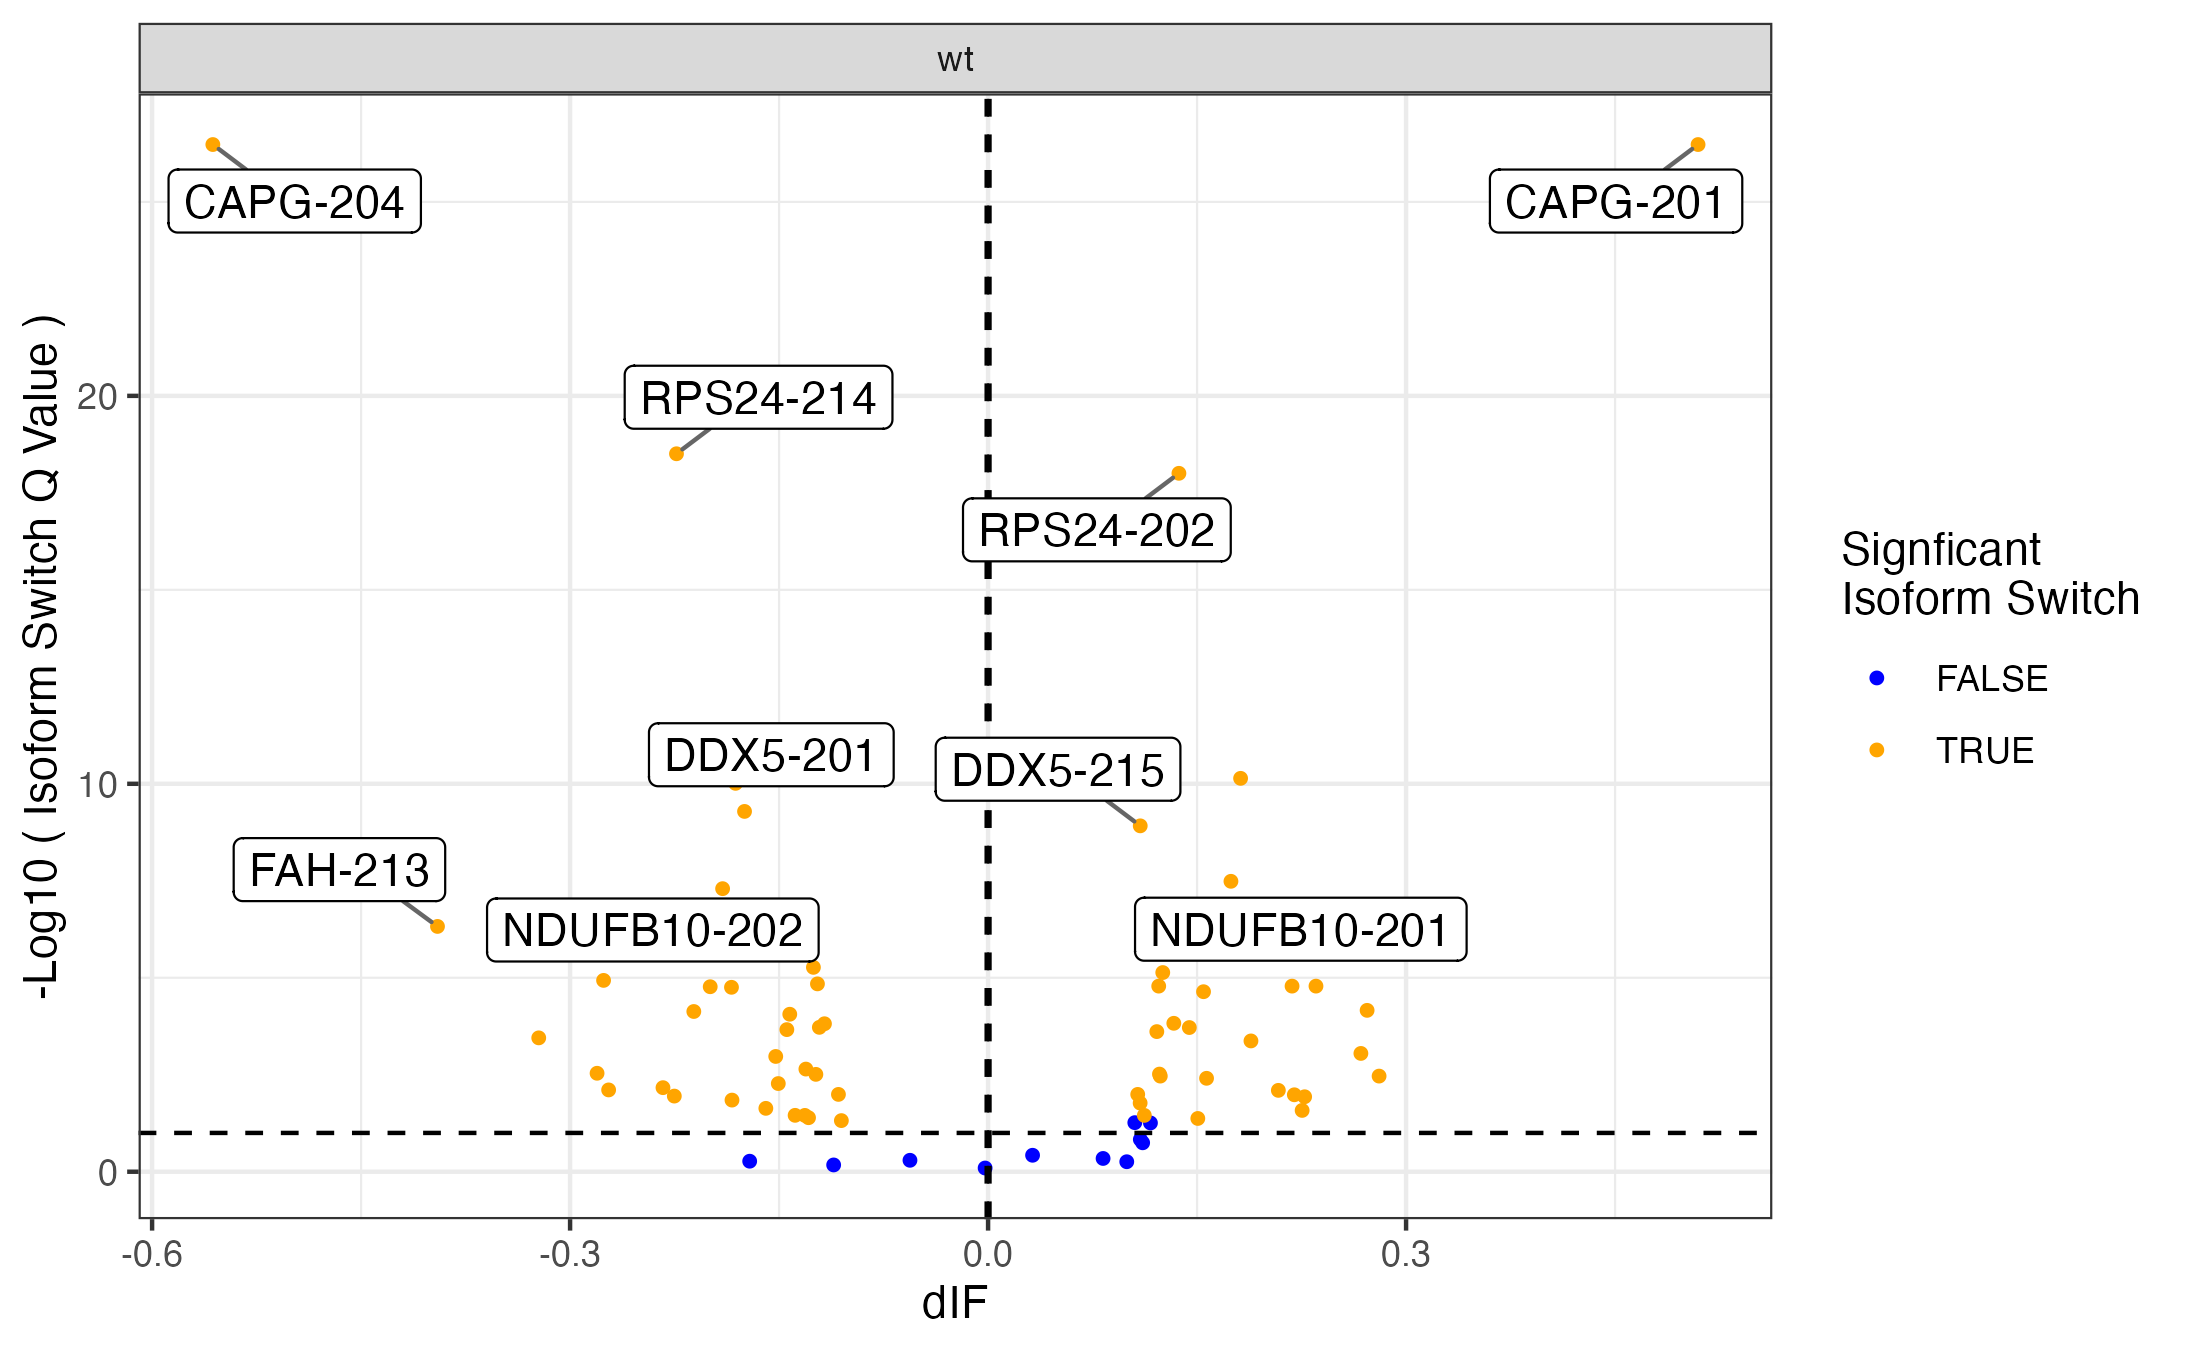 wt
CAPG-204
CAPG-201
RPS24-214
RPS24-202
DDX5-201
DDX5-215
FAH-213
NDUFB10-202
NDUFB10-201
-Log10 ( Isoform Switch Q Value )
20
10
0
-0.6
-0.3
0.0
0.3
dIF
Signficant
Isoform Switch
FALSE
TRUE